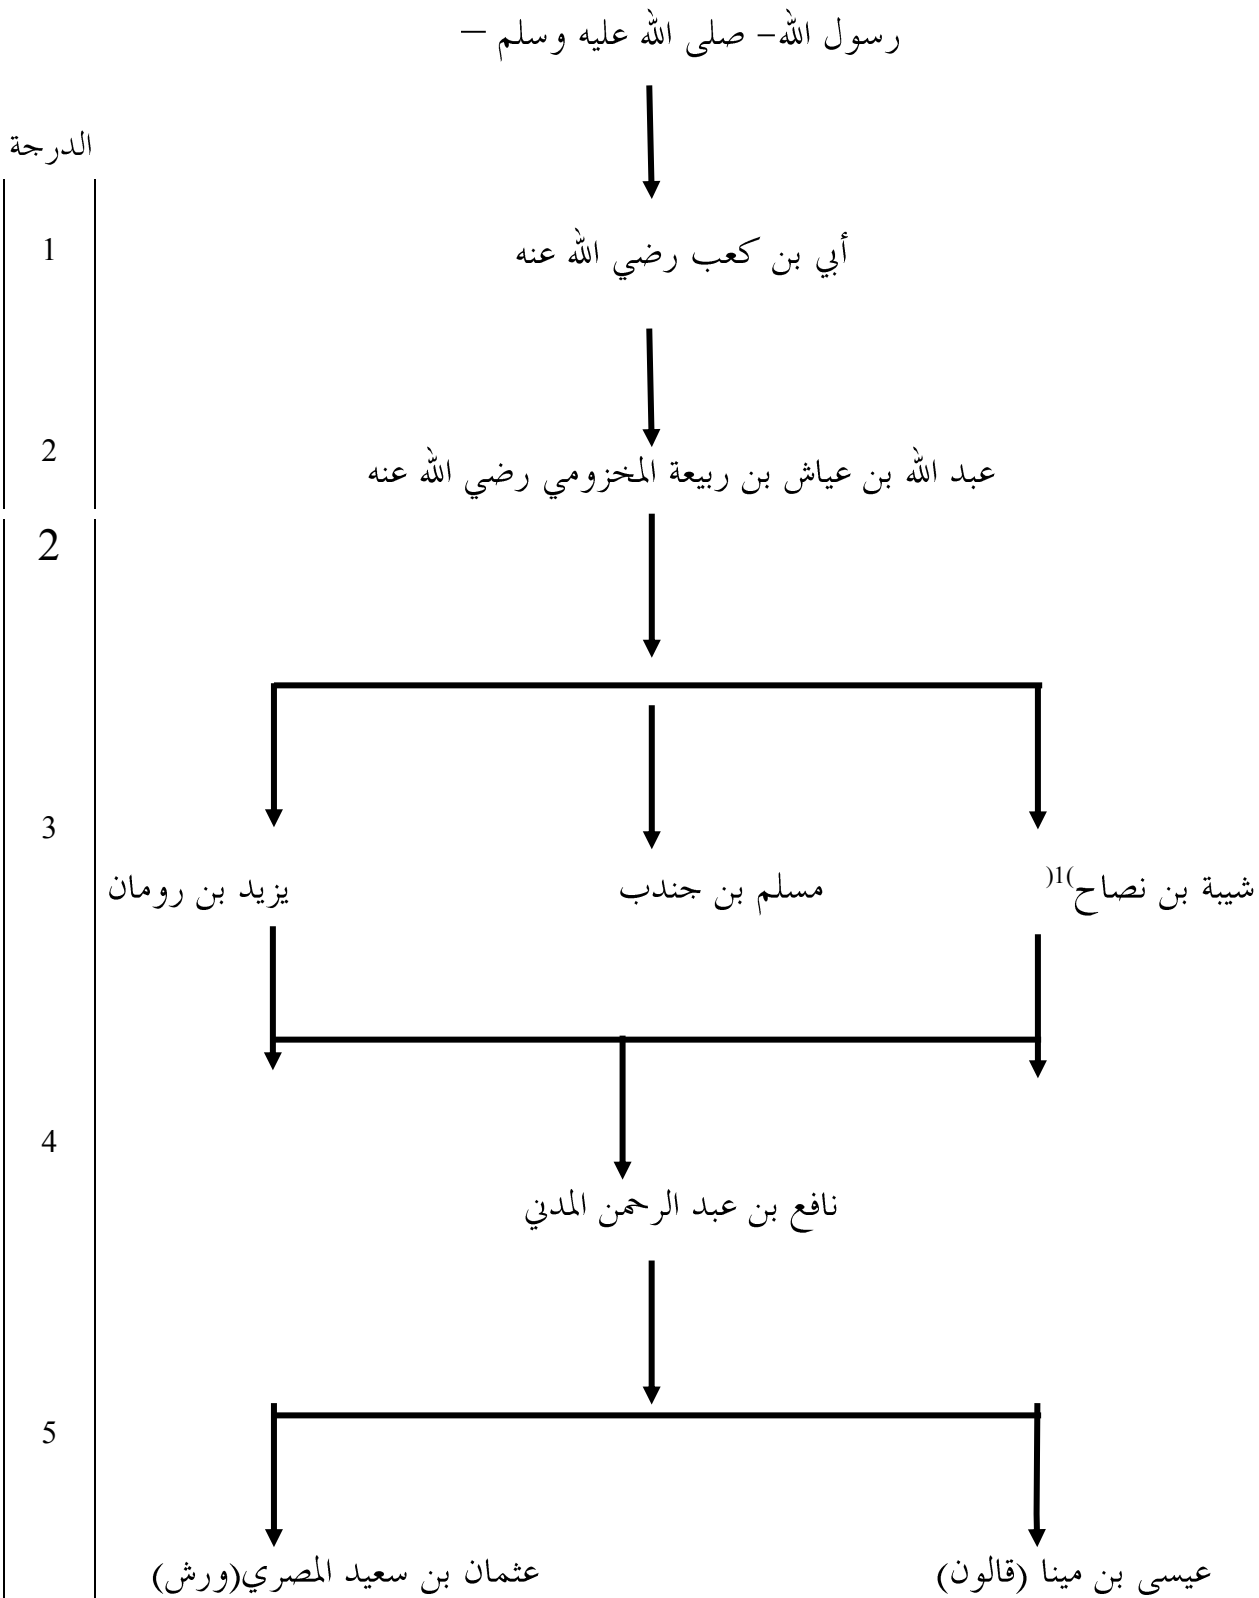 رسول الله– صلى الله عليه وسلم –
الدرجة
1
أبي بن كعب رضي الله عنه
2
عبد الله بن عياش بن ربيعة المخزومي رضي الله عنه
2
3
شيبة بن نصاح)1(
مسلم بن جندب
يزيد بن رومان
4
نافع بن عبد الرحمن المدني
5
عيسى بن مينا (قالون)
عثمان بن سعيد المصري(ورش)